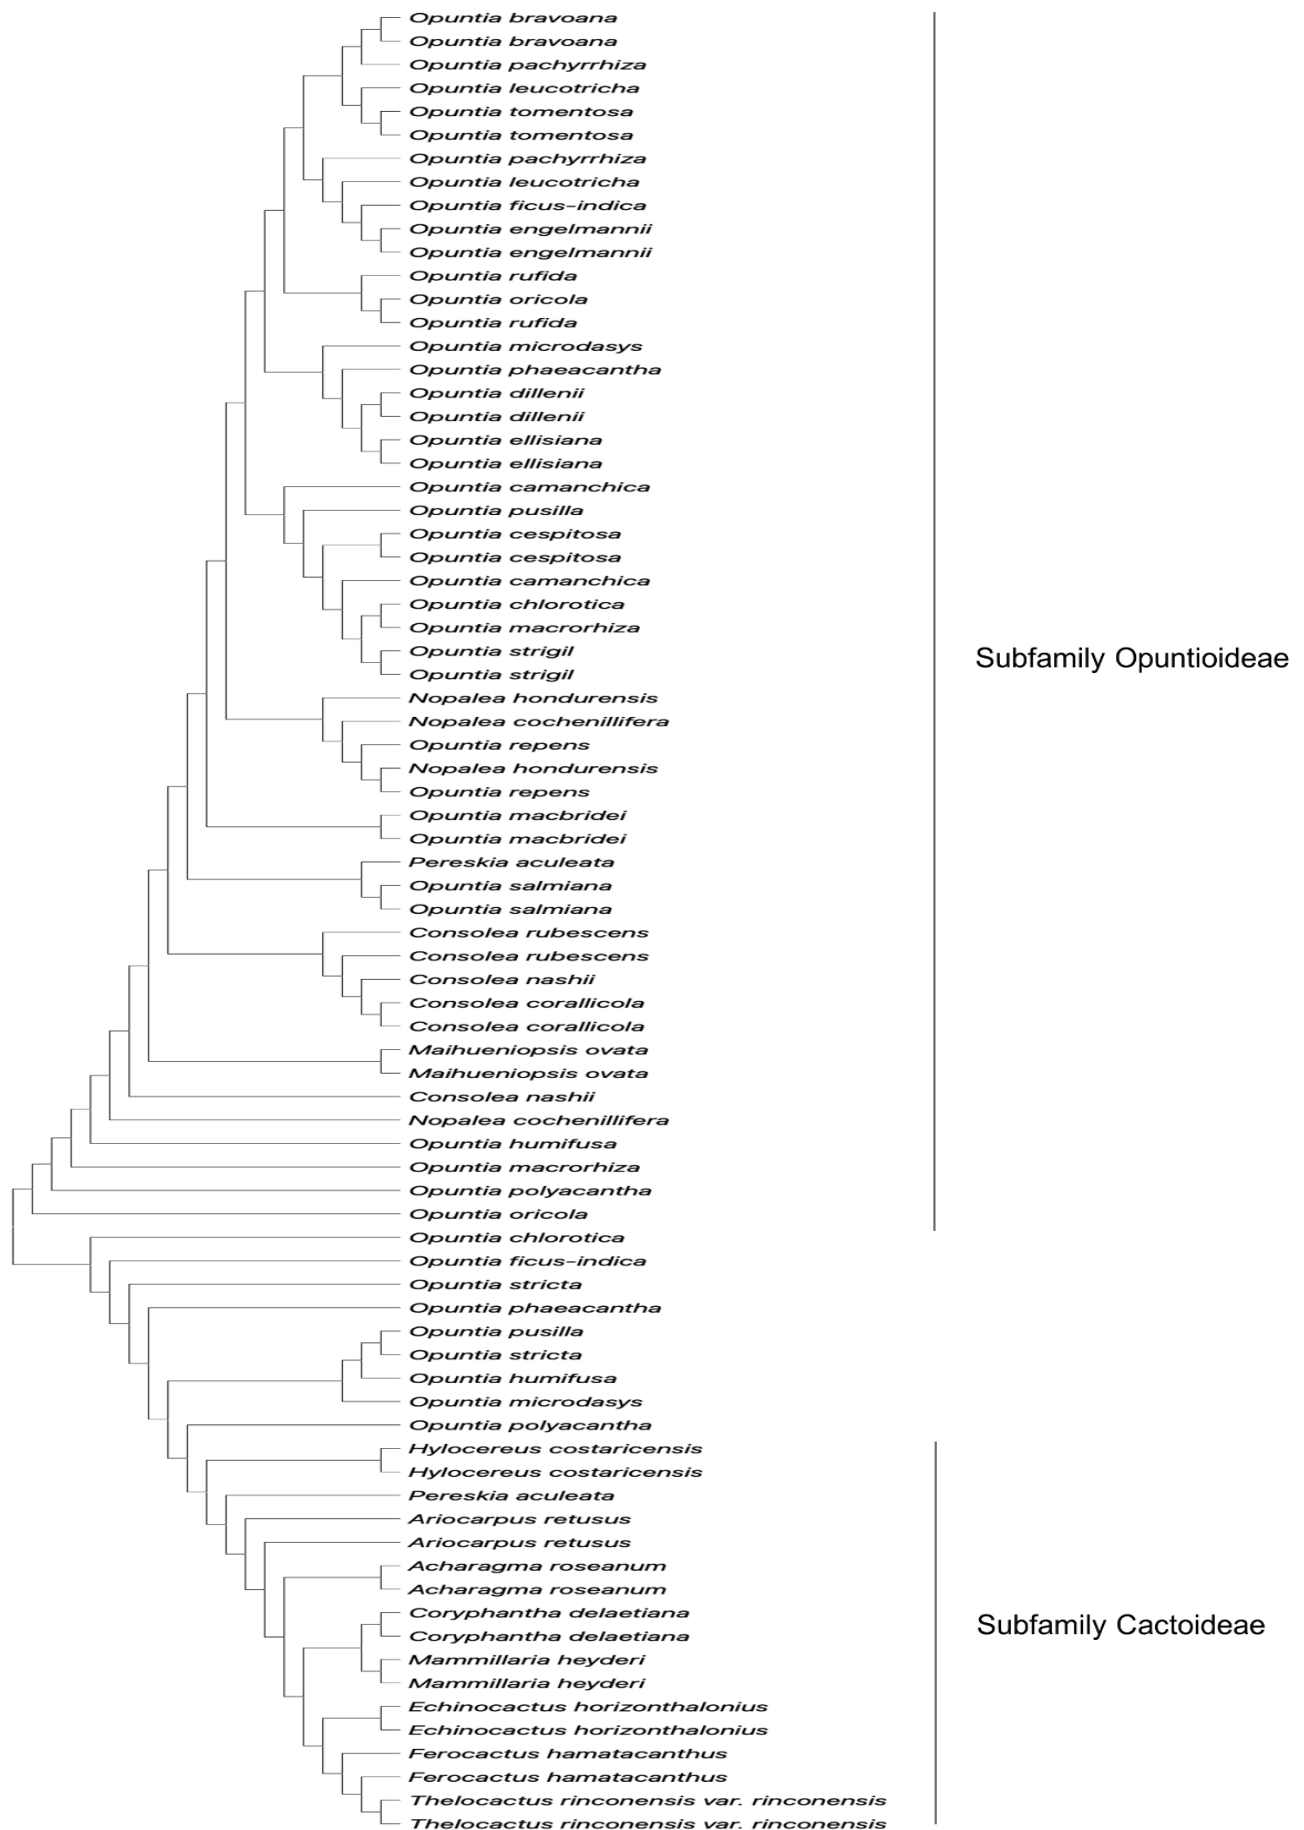 Opuntia bravoana
Opuntia bravoana
Opuntia pachyrrhiza
Opuntia leucotricha
Opuntia tomentosa
Opuntia tomentosa
Opuntia pachyrrhiza
Opuntia leucotricha
Opuntia ficus-indica
Opuntia engelmannii
Opuntia engelmannii
Opuntia rufida
Opuntia oricola
Opuntia rufida
Opuntia microdasys
Opuntia phaeacantha
Opuntia dillenii
Opuntia dillenii
Opuntia ellisiana
Opuntia ellisiana
Opuntia camanchica
Opuntia pusilla
Opuntia cespitosa
Opuntia cespitosa
Opuntia camanchica
Opuntia chlorotica
Opuntia macrorhiza
Opuntia strigil
Opuntia strigil
Nopalea hondurensis
Nopalea cochenillifera
Opuntia repens
Nopalea hondurensis
Opuntia repens
Opuntia macbridei
Opuntia macbridei
Pereskia aculeata
Opuntia salmiana
Opuntia salmiana
Consolea rubescens
Consolea rubescens
Consolea nashii
Consolea corallicola
Consolea corallicola
Maihueniopsis ovata
Maihueniopsis ovata
Consolea nashii
Nopalea cochenillifera
Opuntia humifusa
Opuntia macrorhiza
Opuntia polyacantha
Opuntia oricola
Subfamily Opuntioideae
Opuntia chlorotica
Opuntia ficus-indica
Opuntia stricta
Opuntia phaeacantha
Opuntia pusilla
Opuntia stricta
Opuntia humifusa
Opuntia microdasys
Opuntia polyacantha
Hylocereus costaricensis
Hylocereus costaricensis
Pereskia aculeata
Ariocarpus retusus
Ariocarpus retusus
Acharagma roseanum
Acharagma roseanum
Coryphantha delaetiana
Coryphantha delaetiana
Mammillaria heyderi
Mammillaria heyderi
Echinocactus horizonthalonius
Echinocactus horizonthalonius
Ferocactus hamatacanthus
Ferocactus hamatacanthus
Thelocactus rinconensis var. rinconensis
Thelocactus rinconensis var. rinconensis
Subfamily Cactoideae